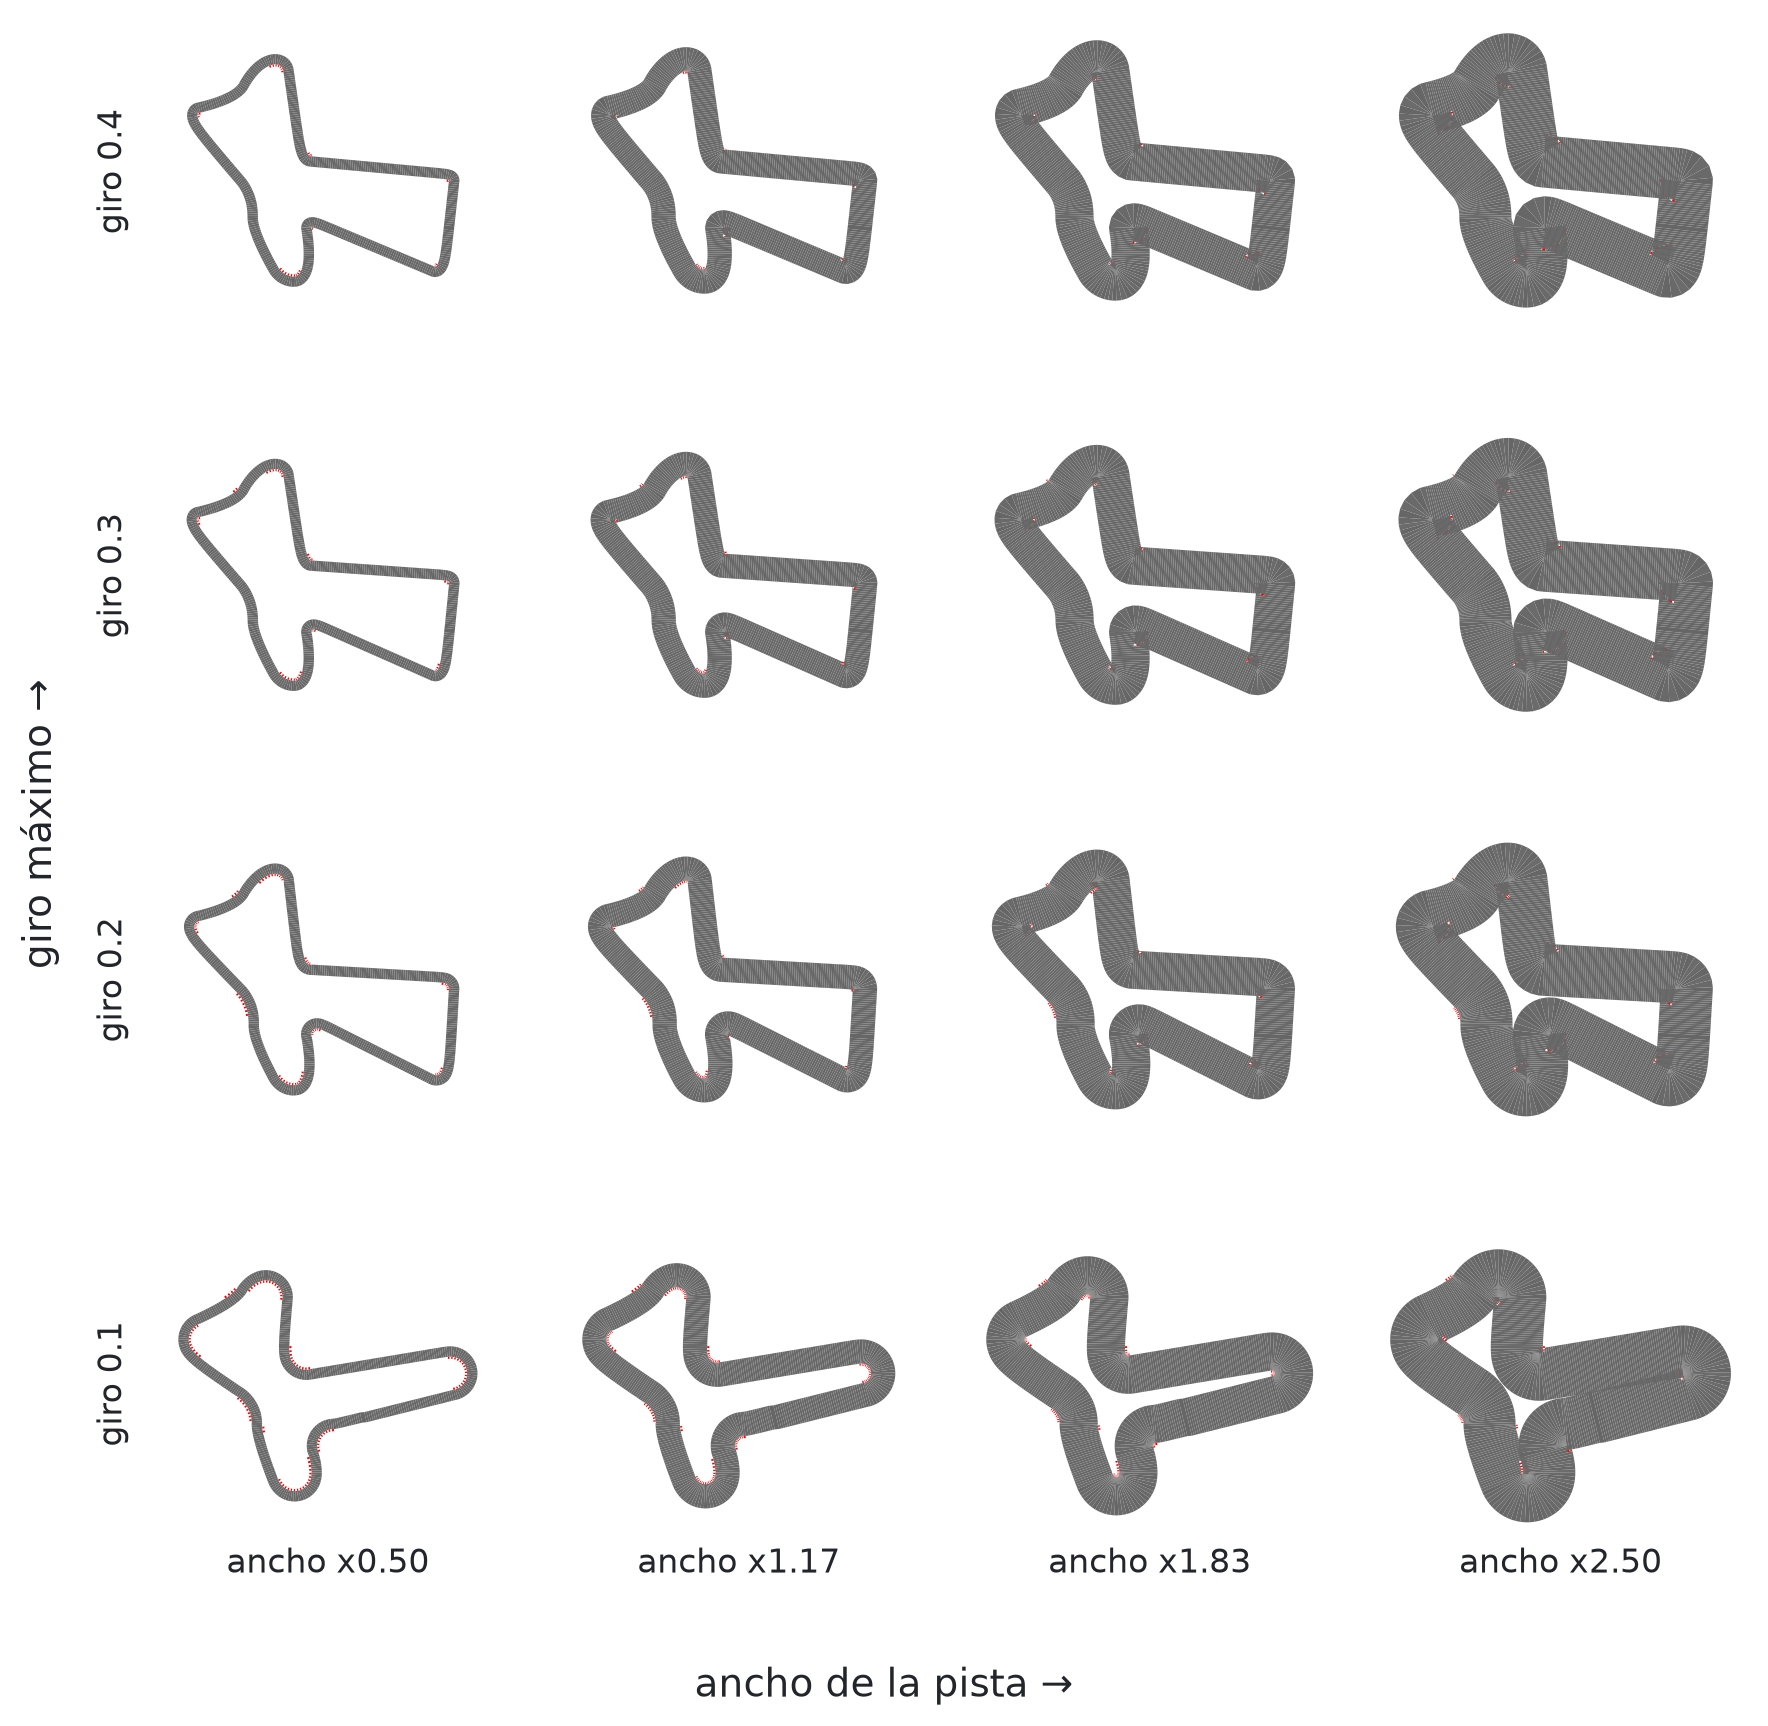 giro 0.4
giro 0.3
giro máximo →
giro 0.2
giro 0.1
ancho x0.50
ancho x1.17
ancho x1.83
ancho x2.50
ancho de la pista →